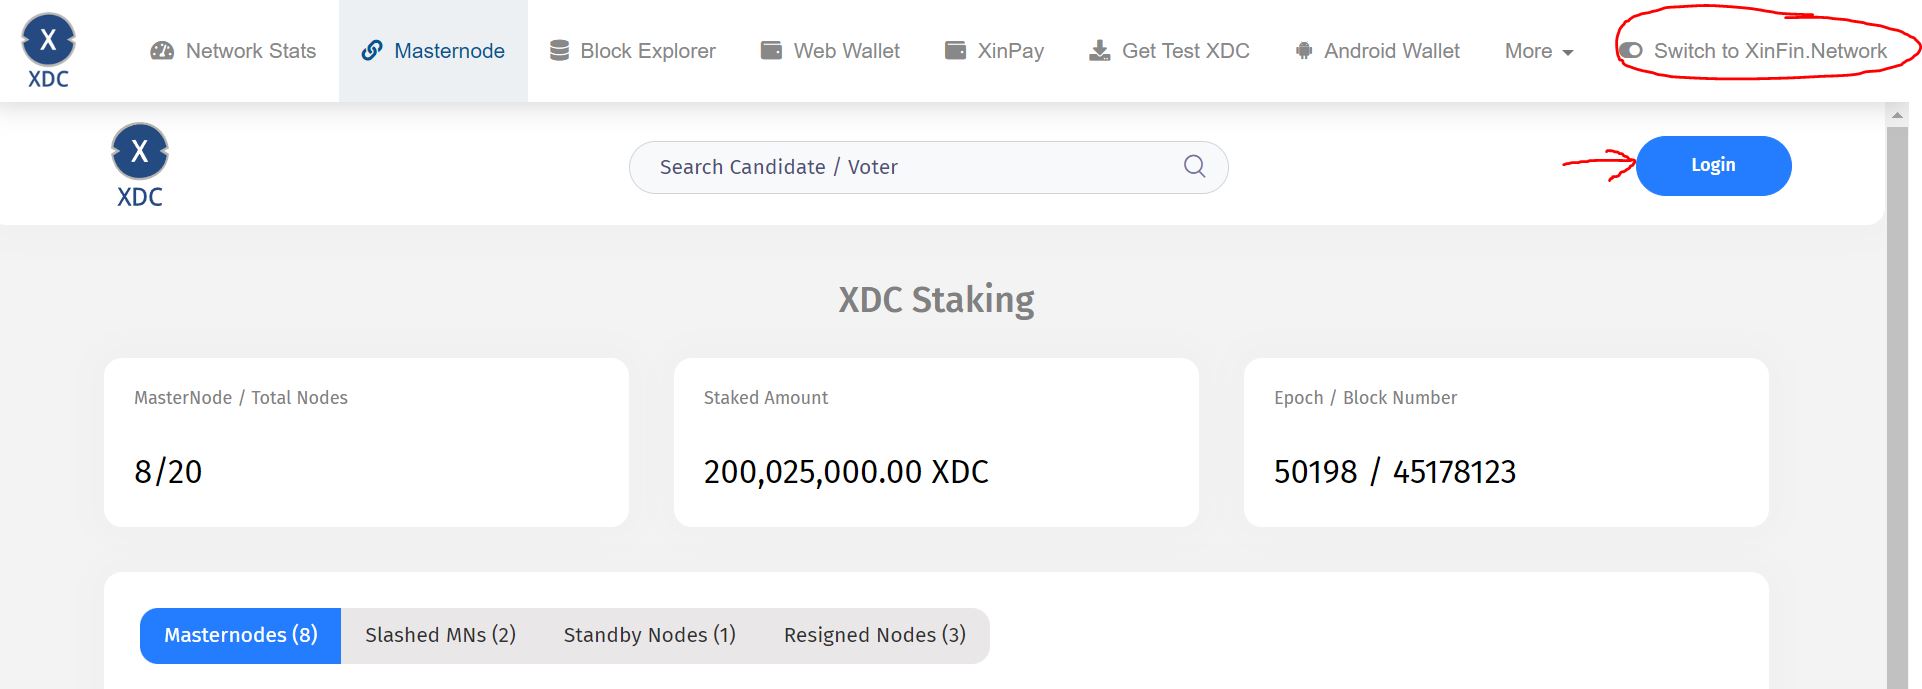 X
XDC
Network Stats
Masternode
Block Explorer
Web Wallet
XinPay
Get Test XDC
Android Wallet
More
Switch to XinFin.Network
X
XDC
Search Candidate / Voter
Login
XDC Staking
MasterNode / Total Nodes
8/20
Staked Amount
200,025,000.00 XDC
Epoch / Block Number
50198 / 45178123
Masternodes (8)
Slashed MNs (2)
Standby Nodes (1)
Resigned Nodes (3)